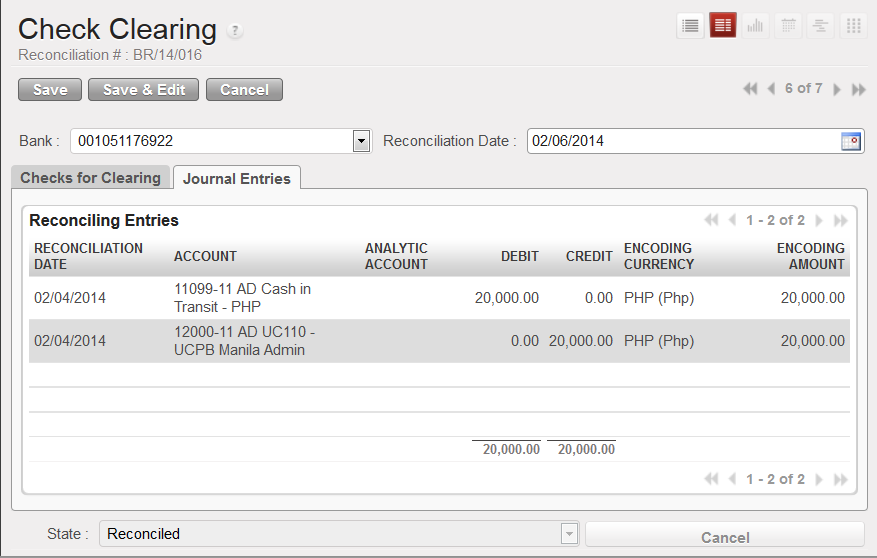 Check Clearing ?
Reconciliation # : BR/14/016
Save Save & Edit Cancel 6 of 7
Bank : 001051176922 Reconciliation Date : 02/06/2014
Checks for Clearing Journal Entries
Reconciling Entries 1 - 2 of 2
RECONCILIATION DATE ACCOUNT ANALYTIC ACCOUNT DEBIT CREDIT ENCODING CURRENCY ENCODING AMOUNT
02/04/2014 11099-11 AD Cash in Transit - PHP 20,000.00 0.00 PHP (Php) 20,000.00
02/04/2014 12000-11 AD UC110 - UCPB Manila Admin 0.00 20,000.00 PHP (Php) 20,000.00
20,000.00 20,000.00
1 - 2 of 2
State : Reconciled Cancel